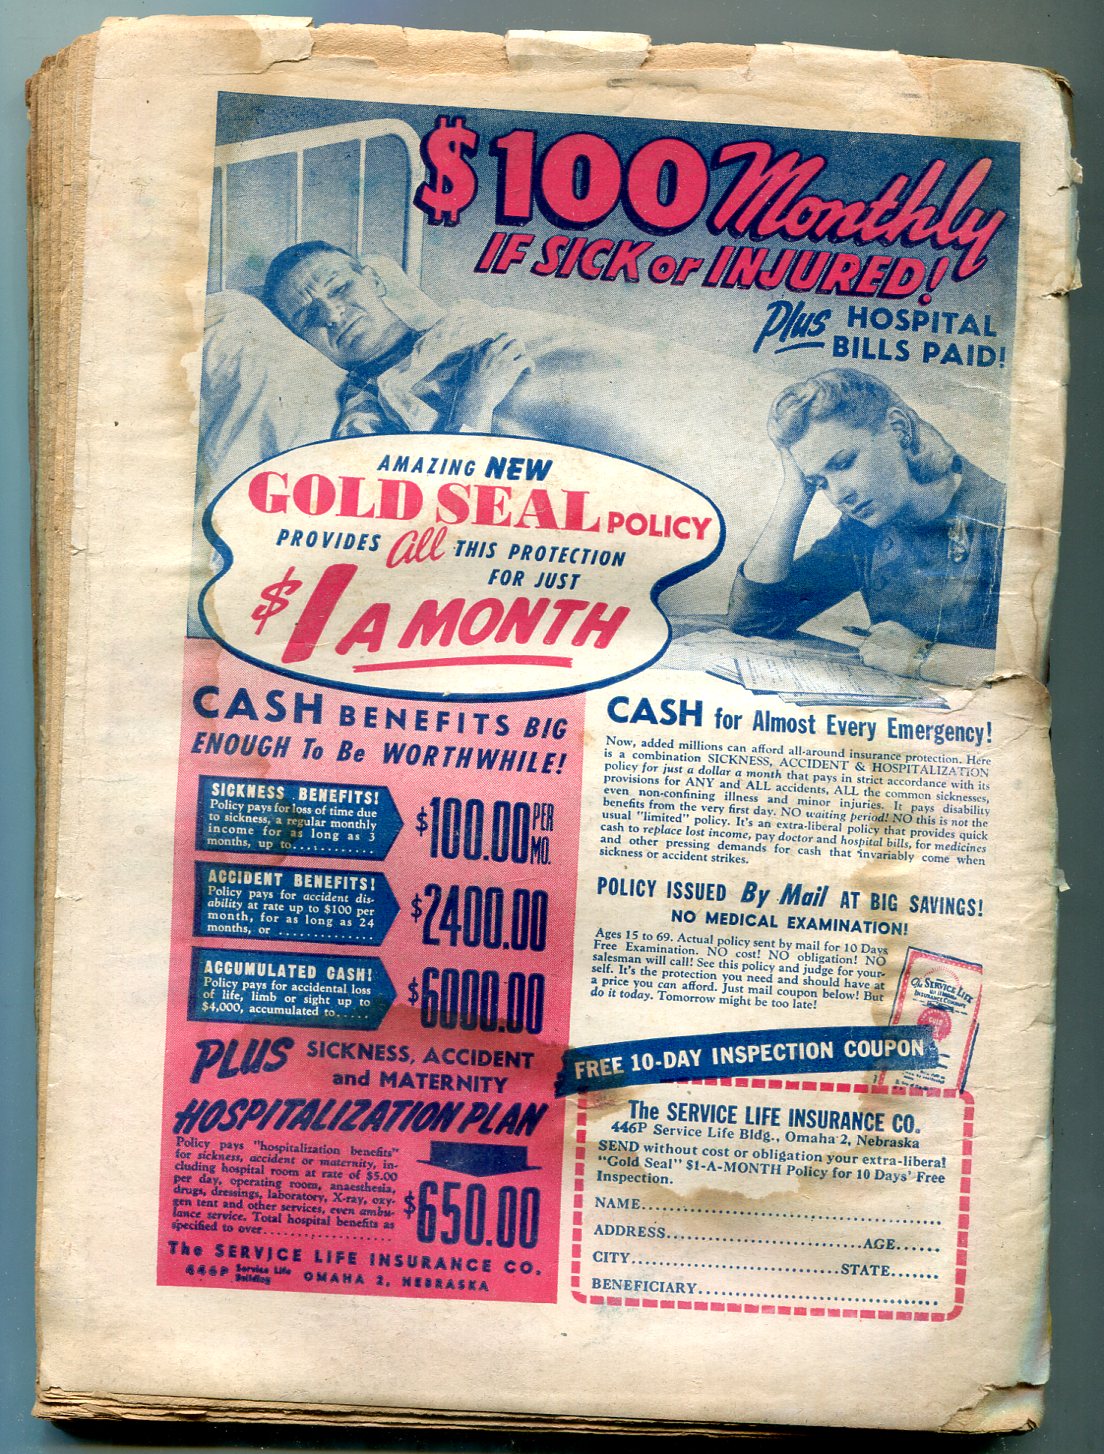 $100 Monthly
IF SICK or INJURED!
Plus HOSPITAL
BILLS PAID!
AMAZING NEW
GOLD SEAL POLICY
PROVIDES All THIS PROTECTION
FOR JUST
$1 A MONTH
CASH BENEFITS BIG
ENOUGH To Be WORTHWHILE!
SICKNESS BENEFITS!
Policy pays for loss of time due
to sickness, a regular monthly
income for as long as 3
months, up to............
$100.00 PER
MO.
ACCIDENT BENEFITS!
Policy pays for accident dis-
ability at rate up to $100 per
month, for as long as 24
months, or ..............
$2400.00
ACCUMULATED CASH!
Policy pays for accidental loss
of life, limb or sight up to
$4,000, accumulated to.....
$6000.00
PLUS SICKNESS, ACCIDENT
and MATERNITY
HOSPITALIZATION PLAN
Policy pays "hospitalization benefits"
for sickness, accident or maternity, in-
cluding hospital room at rate of $5.00
per day, operating room, anaesthesia,
drugs, dressings, laboratory, X-ray, oxy-
gen tent and other services, even ambu-
lance service. Total hospital benefits as
specified to over...................
$650.00
The SERVICE LIFE INSURANCE CO.
446P Service Life
Building OMAHA 2, NEBRASKA
CASH for Almost Every Emergency!
Now, added millions can afford all-around insurance protection. Here
is a combination SICKNESS, ACCIDENT & HOSPITALIZATION
policy for just a dollar a month that pays in strict accordance with its
provisions for ANY and ALL accidents, ALL the common sicknesses,
even non-confining illness and minor injuries. It pays disability
benefits from the very first day. NO waiting period! NO this is not the
usual "limited" policy. It's an extra-liberal policy that provides quick
cash to replace lost income, pay doctor and hospital bills, for medicines
and other pressing demands for cash that invariably come when
sickness or accident strikes.
POLICY ISSUED By Mail AT BIG SAVINGS!
NO MEDICAL EXAMINATION!
Ages 15 to 69. Actual policy sent by mail for 10 Days
Free Examination. NO cost! NO obligation! NO
salesman will call! See this policy and judge for your-
self. It's the protection you need and should have at
a price you can afford. Just mail coupon below! But
do it today. Tomorrow might be too late!
The SERVICE LIFE
INSURANCE COMPANY
GOLD
FREE 10-DAY INSPECTION COUPON
The SERVICE LIFE INSURANCE CO.
446P Service Life Bldg., Omaha 2, Nebraska
SEND without cost or obligation your extra-liberal
"Gold Seal" $1-A-MONTH Policy for 10 Days' Free
Inspection.
NAME........................................
ADDRESS..........................AGE......
CITY............................STATE.......
BENEFICIARY................................